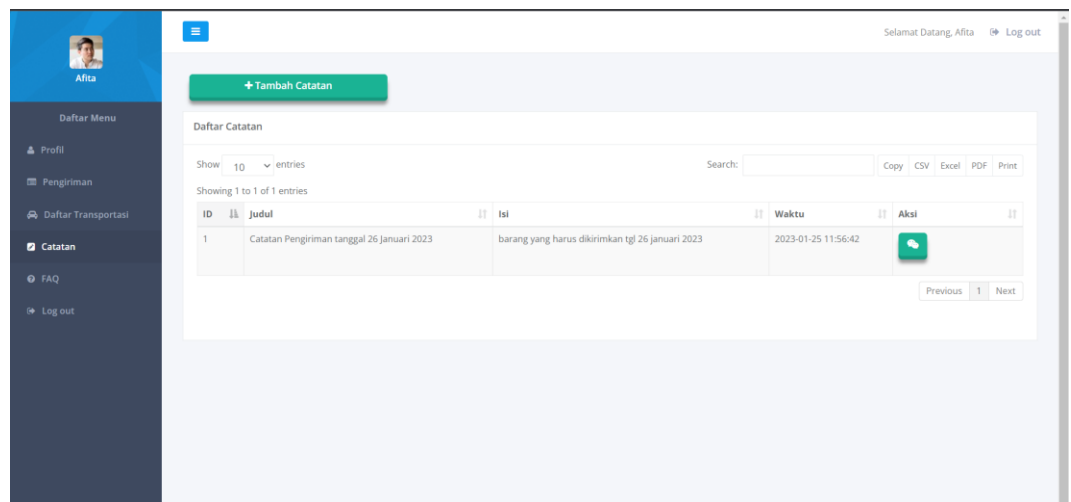 Afita
Daftar Menu
Profil
Pengiriman
Daftar Transportasi
Catatan
FAQ
Log out
Selamat Datang, Afita Log out
+ Tambah Catatan
Daftar Catatan
Show 10 entries Search: Copy CSV Excel PDF Print
Showing 1 to 1 of 1 entries
ID Judul Isi Waktu Aksi
1 Catatan Pengiriman tanggal 26 Januari 2023 barang yang harus dikirimkan tgl 26 januari 2023 2023-01-25 11:56:42
Previous 1 Next